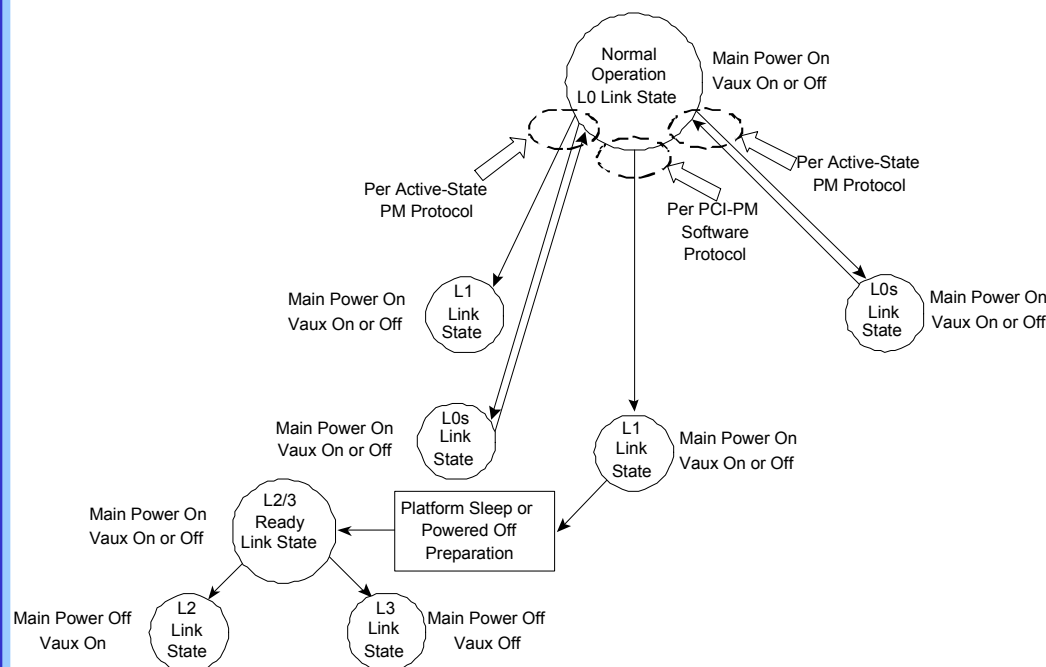 Normal
Operation
L0 Link State
Main Power On
Vaux On or Off
Per Active-State
PM Protocol
Per PCI-PM
Software
Protocol
Per Active-State
PM Protocol
Main Power On
Vaux On or Off
L1
Link
State
L0s
Link
State
Main Power On
Vaux On or Off
Main Power On
Vaux On or Off
L0s
Link
State
L1
Link
State
Main Power On
Vaux On or Off
Main Power On
Vaux On or Off
L2/3
Ready
Link State
Platform Sleep or
Powered Off
Preparation
Main Power Off
Vaux On
L2
Link
State
L3
Link
State
Main Power Off
Vaux Off